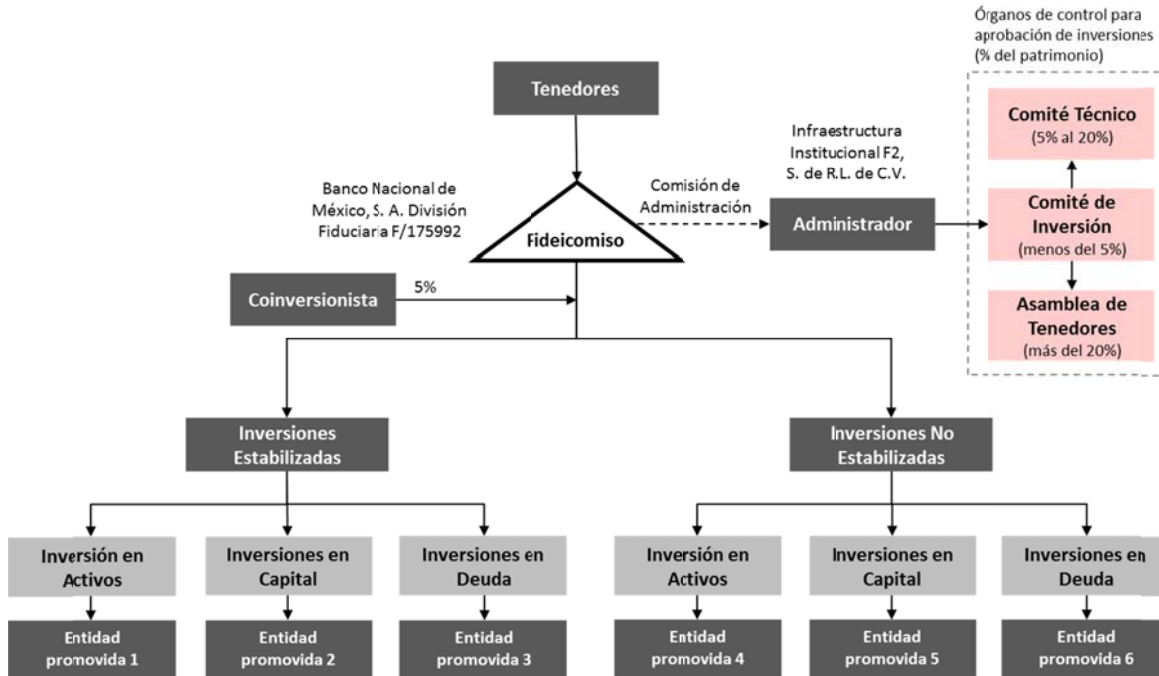 Órganos de control para
aprobación de inversiones
(% del patrimonio)
Tenedores
Comité Técnico
(5% al 20%)
Infraestructura
Institucional F2,
S. de R.L. de C.V.
Banco Nacional de
México, S. A. División
Fiduciaria F/175992
Comisión de
Administración
Fideicomiso
Administrador
Comité de
Inversión
(menos del 5%)
Coinversionista
5%
Asamblea de
Tenedores
(más del 20%)
Inversiones
Estabilizadas
Inversiones No
Estabilizadas
Inversión en
Activos
Inversiones en
Capital
Inversiones en
Deuda
Inversión en
Activos
Inversiones en
Capital
Inversiones en
Deuda
Entidad
promovida 1
Entidad
promovida 2
Entidad
promovida 3
Entidad
promovida 4
Entidad
promovida 5
Entidad
promovida 6